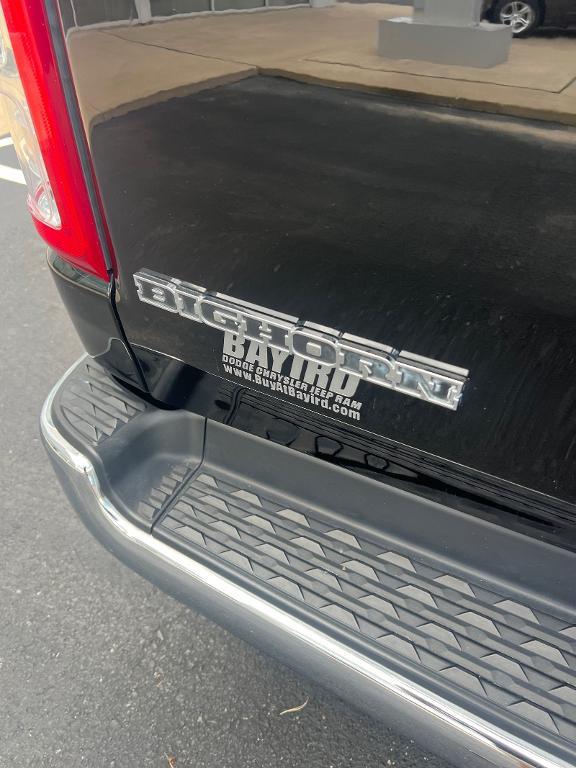 BIGHORN
BAYIRD
DODGE CHRYSLER JEEP RAM
www.BuyAtBayird.com